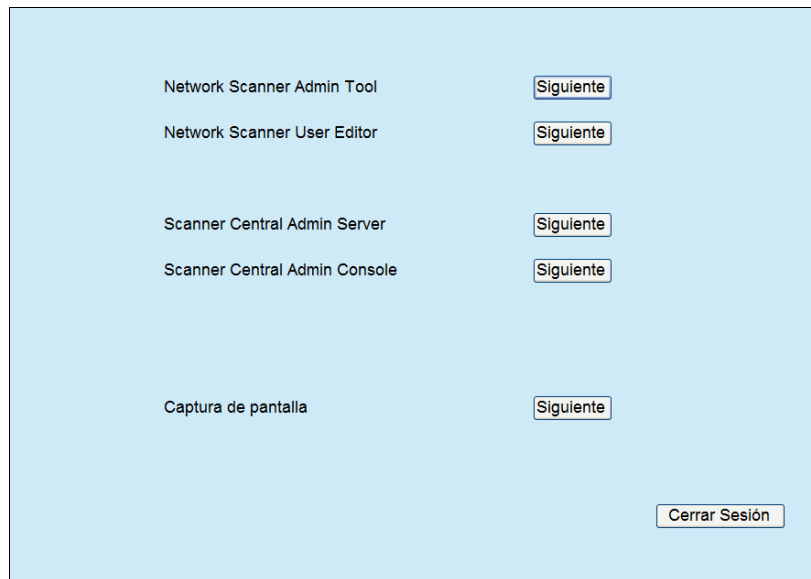 Network Scanner Admin Tool Siguiente
Network Scanner User Editor Siguiente
Scanner Central Admin Server Siguiente
Scanner Central Admin Console Siguiente
Captura de pantalla Siguiente
Cerrar Sesión